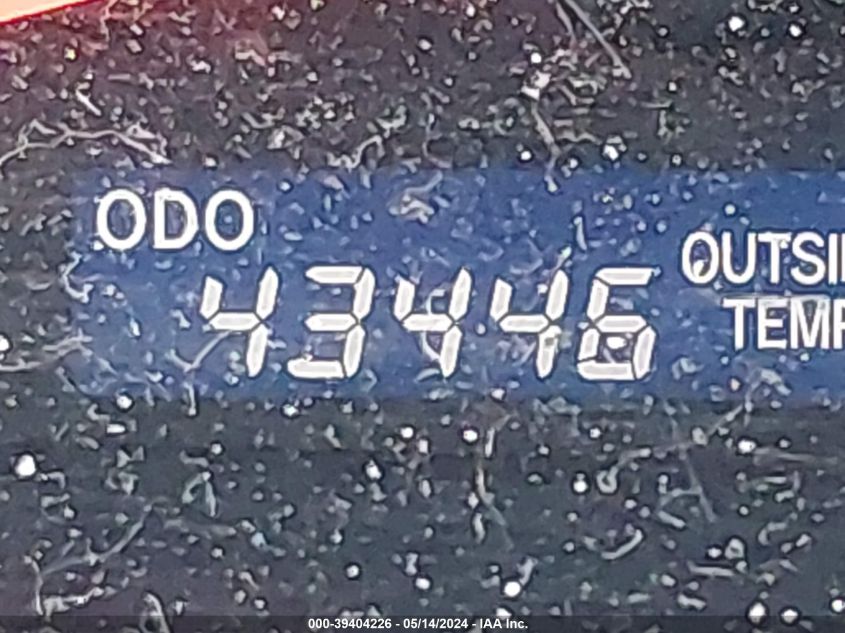 ODO
43446
OUTSI
TEMP
000-39404226 - 05/14/2024 - IAA Inc.